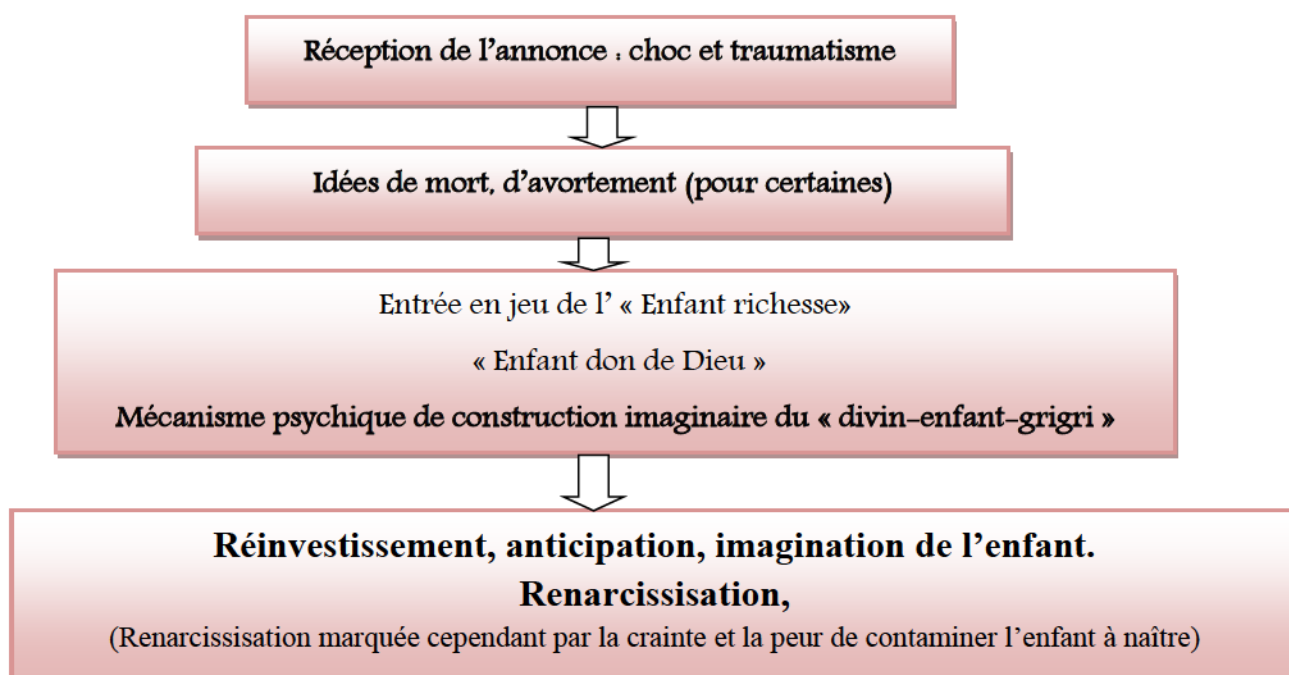 Réception de l’annonce : choc et traumatisme
Idées de mort, d’avortement (pour certaines)
Entrée en jeu de l’ « Enfant richesse»
« Enfant don de Dieu »
Mécanisme psychique de construction imaginaire du « divin-enfant-grigri »
Réinvestissement, anticipation, imagination de l’enfant.
Renarcissisation,
(Renarcissisation marquée cependant par la crainte et la peur de contaminer l’enfant à naître)